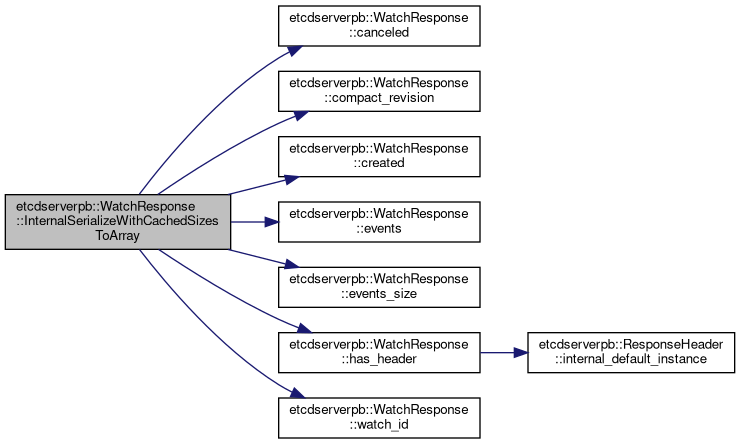 etcdserverpb::WatchResponse
::InternalSerializeWithCachedSizes
ToArray
etcdserverpb::WatchResponse
::canceled
etcdserverpb::WatchResponse
::compact_revision
etcdserverpb::WatchResponse
::created
etcdserverpb::WatchResponse
::events
etcdserverpb::WatchResponse
::events_size
etcdserverpb::WatchResponse
::has_header
etcdserverpb::ResponseHeader
::internal_default_instance
etcdserverpb::WatchResponse
::watch_id